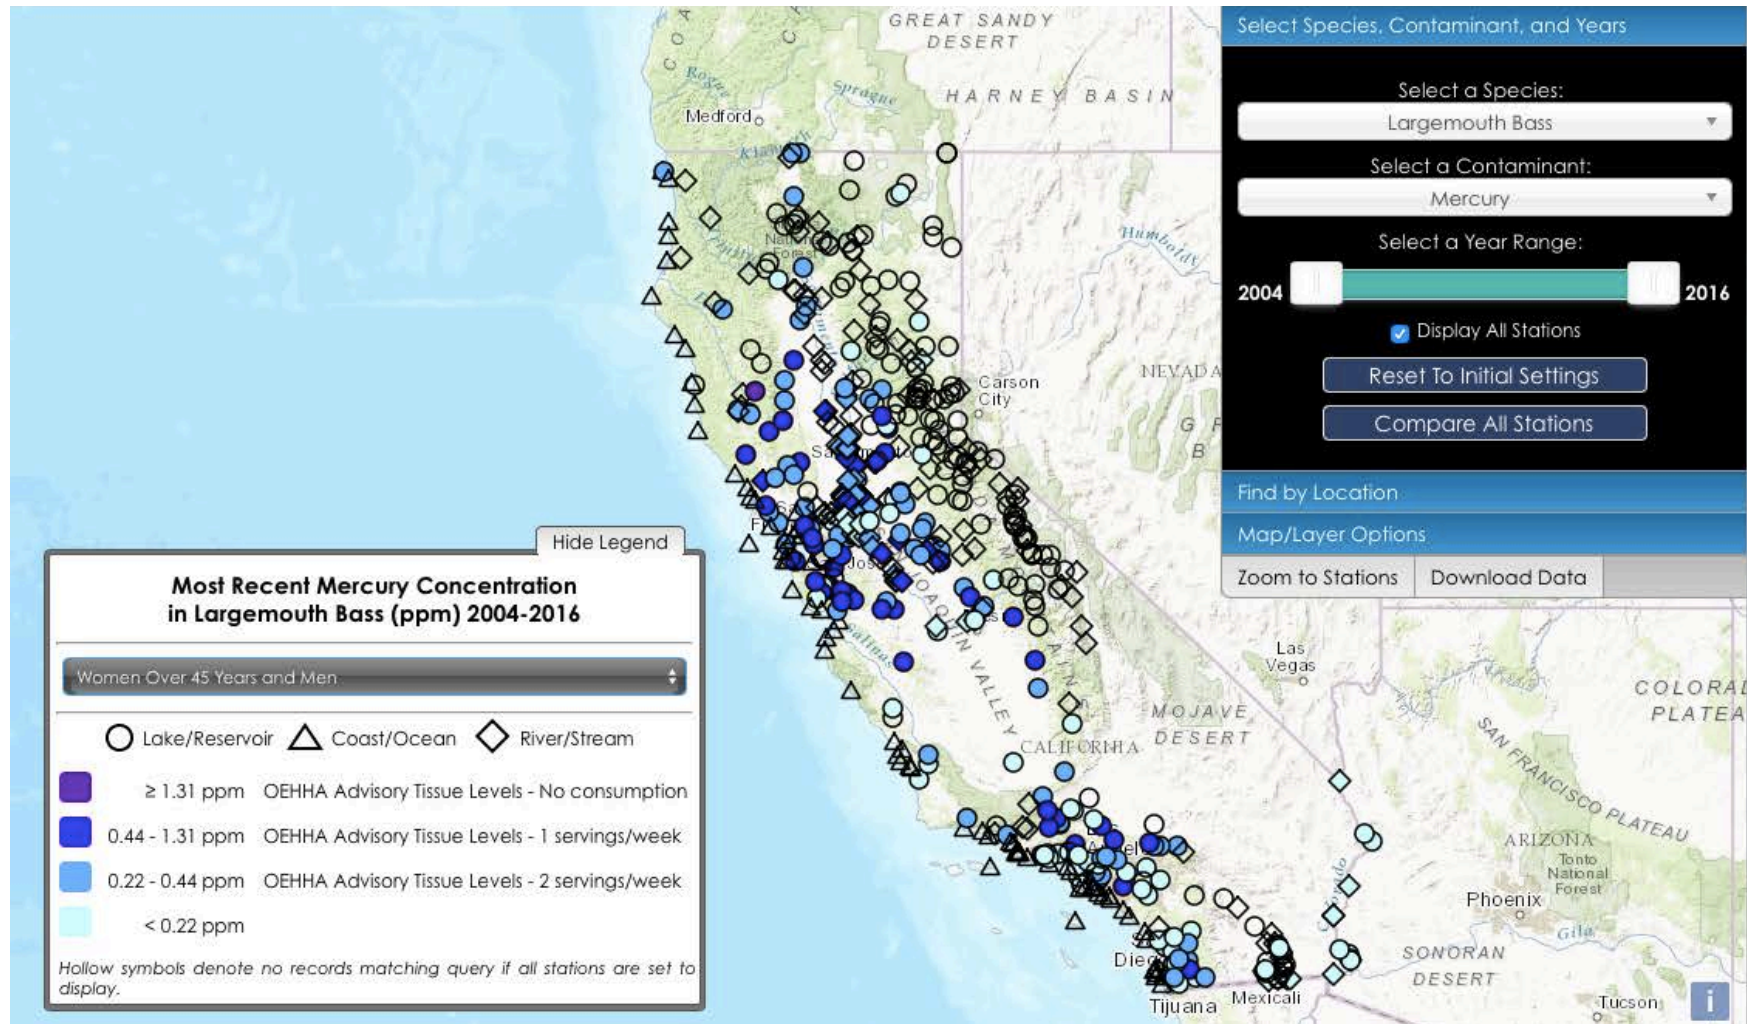 GREAT SANDY
DESERT
HARNEY BASIN
Rogue
Sprague
Medford
Klamath
Humboldt
NEVADA
Carson
City
Las
Vegas
MOJAVE
DESERT
CALIFORNIA
COLORAD
PLATEA
SAN FRANCISCO PLATEAU
ARIZONA
Tonto
National
Forest
Phoenix
Gila
SONORAN
DESERT
Tucson
Mexicali
Tijuana
Select Species, Contaminant, and Years
Select a Species:
Largemouth Bass
Select a Contaminant:
Mercury
Select a Year Range:
2004
2016
Display All Stations
Reset To Initial Settings
Compare All Stations
Find by Location
Map/Layer Options
Zoom to Stations
Download Data
Hide Legend
Most Recent Mercury Concentration
in Largemouth Bass (ppm) 2004-2016
Women Over 45 Years and Men
Lake/Reservoir
Coast/Ocean
River/Stream
≥ 1.31 ppm OEHHA Advisory Tissue Levels - No consumption
0.44 - 1.31 ppm OEHHA Advisory Tissue Levels - 1 servings/week
0.22 - 0.44 ppm OEHHA Advisory Tissue Levels - 2 servings/week
< 0.22 ppm
Hollow symbols denote no records matching query if all stations are set to
display.
i